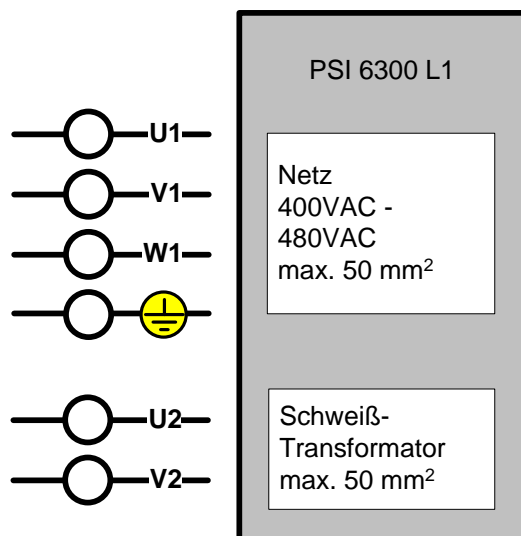 PSI 6300 L1
U1
V1
W1
Netz
400VAC -
480VAC
max. 50 mm²
U2
V2
Schweiß-
Transformator
max. 50 mm²